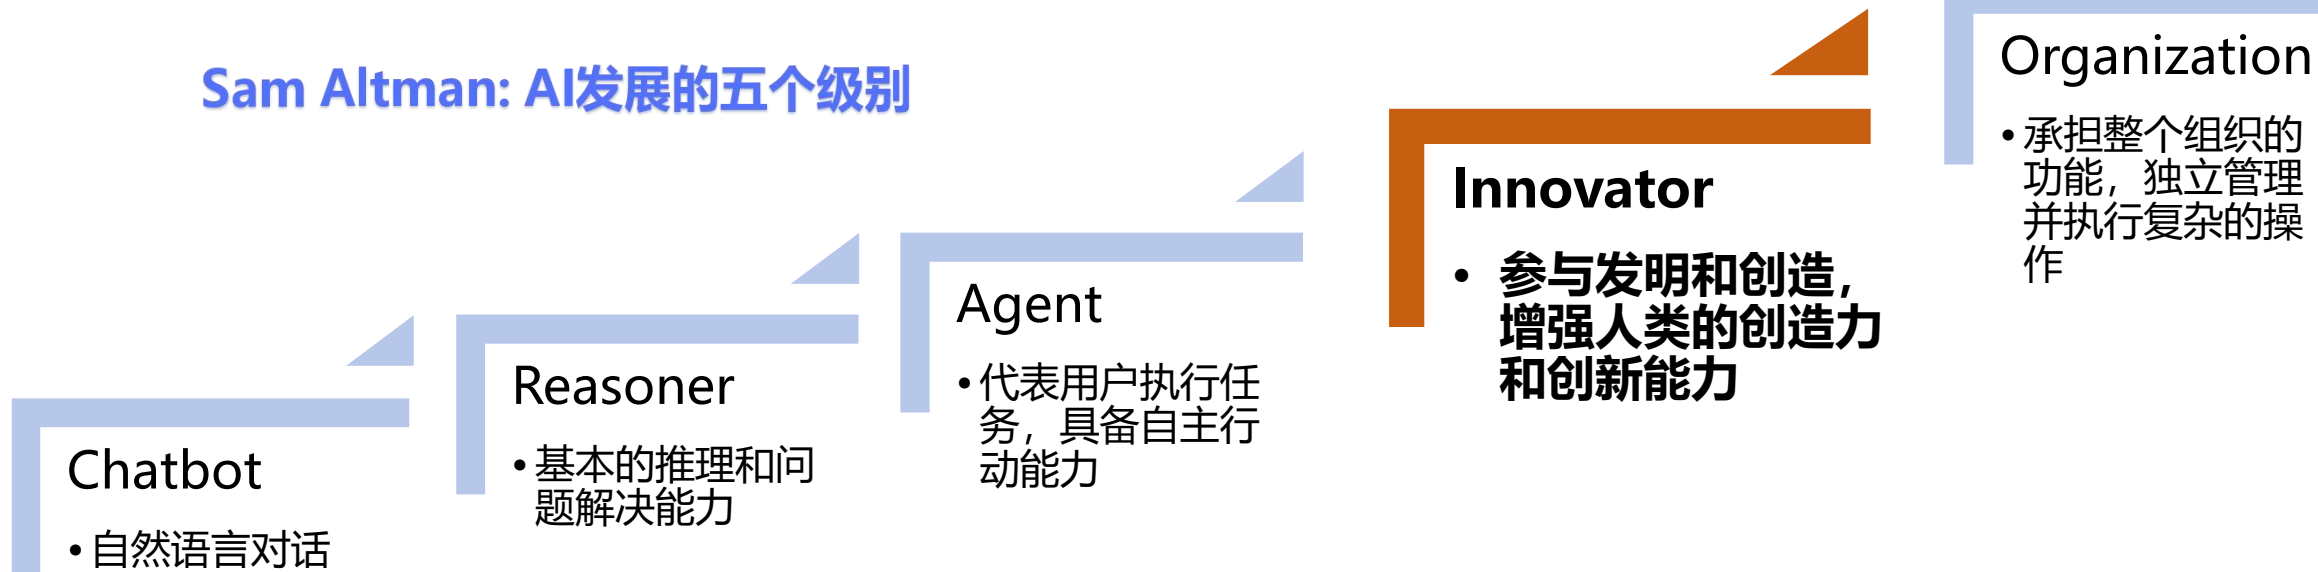 Sam Altman: AI发展的五个级别
Chatbot
•自然语言对话
Reasoner
•基本的推理和问
题解决能力
Agent
•代表用户执行任
务，具备自主行
动能力
Innovator
• 参与发明和创造，
增强人类的创造力
和创新能力
Organization
•承担整个组织的
功能，独立管理
并执行复杂的操
作